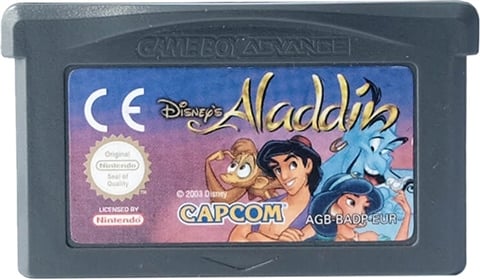 GAME BOY ADVANCE
CE
DISNEY'S Aladdin
Original
Nintendo
Seal of
Quality
LICENSED BY
Nintendo
© 2003 Disney
CAPCOM
AGB-BADP-EUR